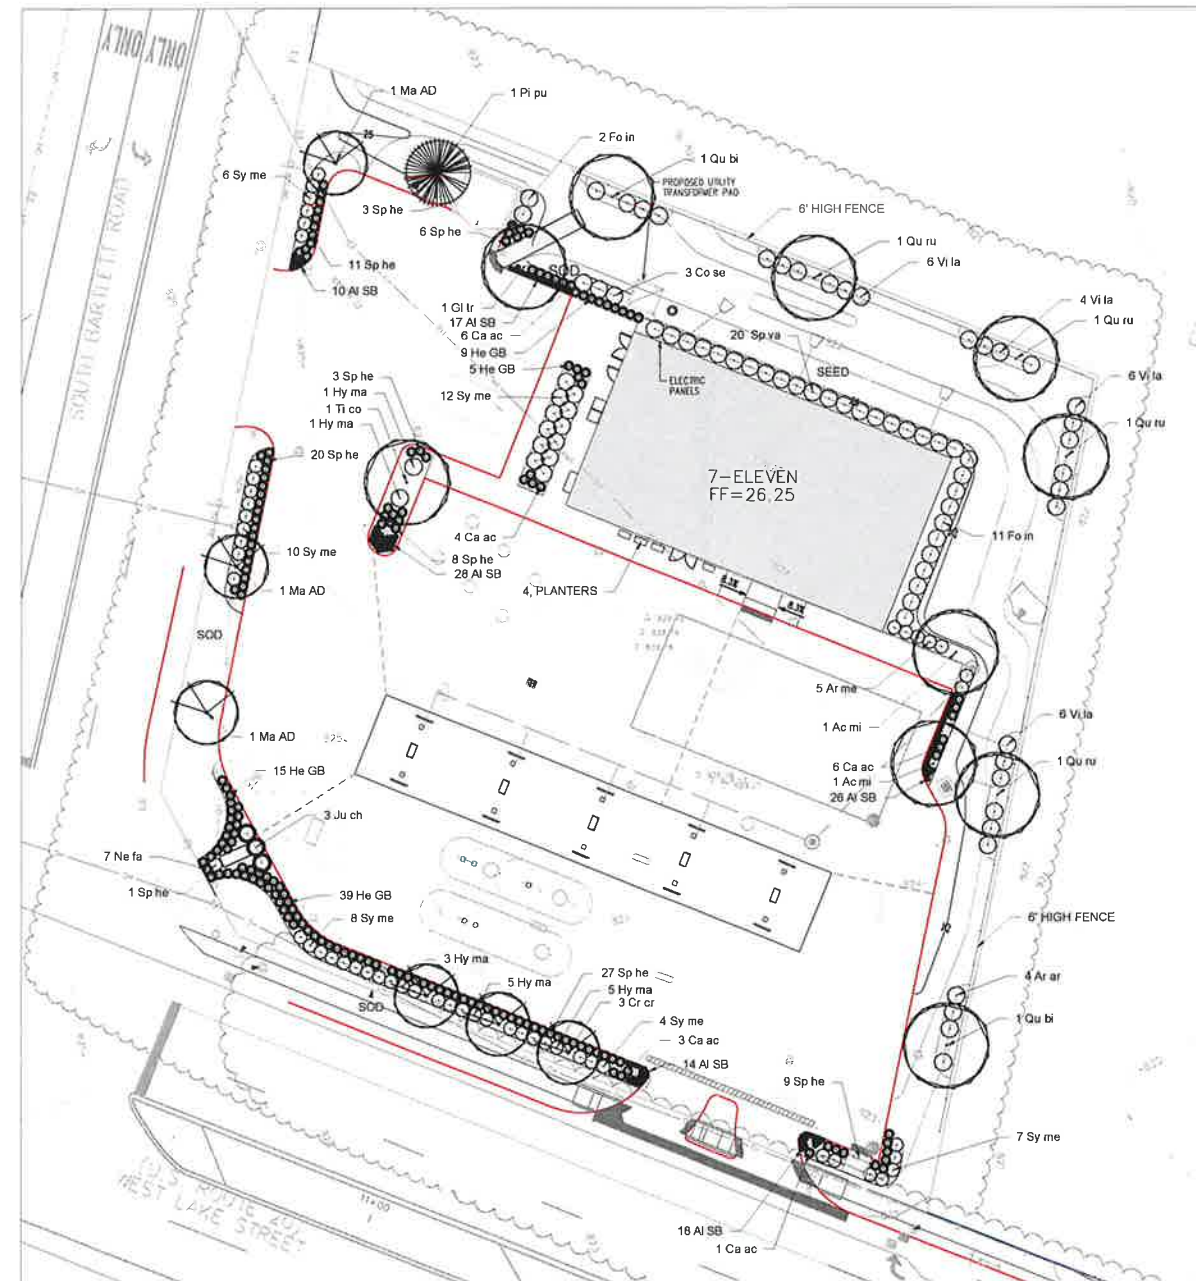 ONLY ONLY
SOUTH BARTLETT ROAD
1 Ma AD
1 Pi pu
25
2 Fo in
1 Qu bi
PROPOSED UTILITY
TRANSFORMER PAD
6 Sy me
3 Sp he
6' HIGH FENCE
6 Sp he
1 Qu ru
11 Sp he
SOD
3 Co se
6 Vi la
10 Al SB
1 Gl tr
4 Vi la
17 Al SB
1 Qu ru
6 Ca ac
20 Sp va
9 He GB
SEED
3 Sp he
5 He GB
ELECTRIC
PANELS
6 Vi la
1 Hy ma
12 Sy me
1 Ti co
1 Qu ru
1 Hy ma
20 Sp he
7-ELEVEN
FF=26.25
4 Ca ac
11 Fo in
10 Sy me
8 Sp he
28 Al SB
1 Ma AD
4, PLANTERS
8.3%
8.3%
SOD
5 Ar me
1 Ac mi
1 Ma AD
6 Vi la
15 He GB
6 Ca ac
1 Qu ru
1 Ac mi
26 Al SB
3 Ju ch
7 Ne fa
1 Sp he
39 He GB
8 Sy me
6' HIGH FENCE
3 Hy ma
27 Sp he
4 Ar ar
5 Hy ma
5 Hy ma
3 Cr cr
SOD
4 Sy me
1 Qu bi
3 Ca ac
14 Al SB
9 Sp he
7 Sy me
WEST LAKE STREET
11+00
18 Al SB
1 Ca ac